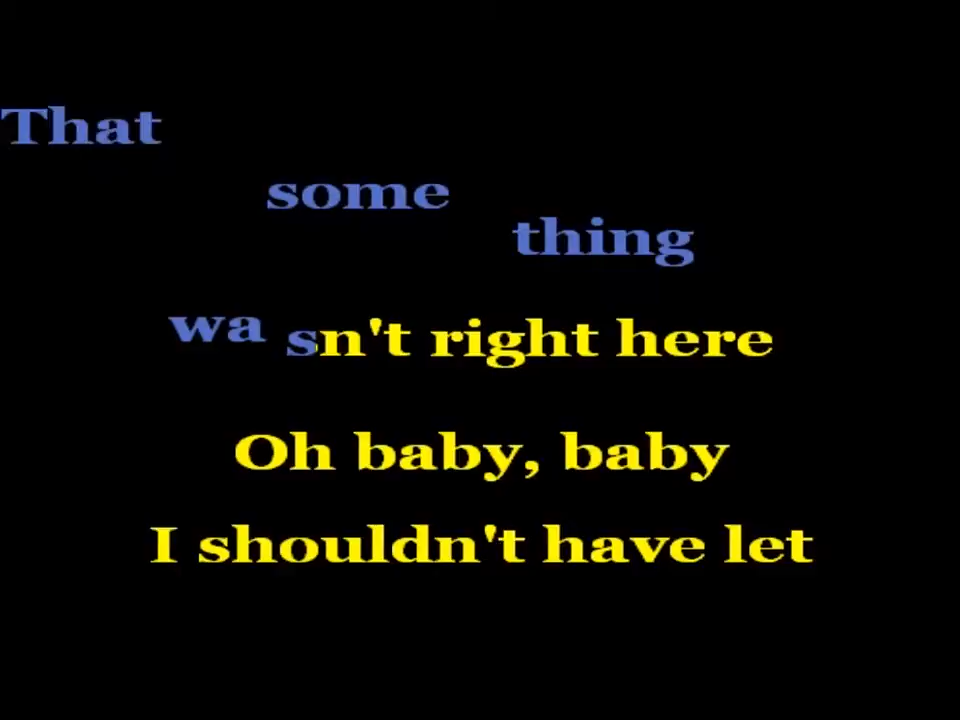 That
some
thing
wa sn't right here
Oh baby, baby
I shouldn't have let